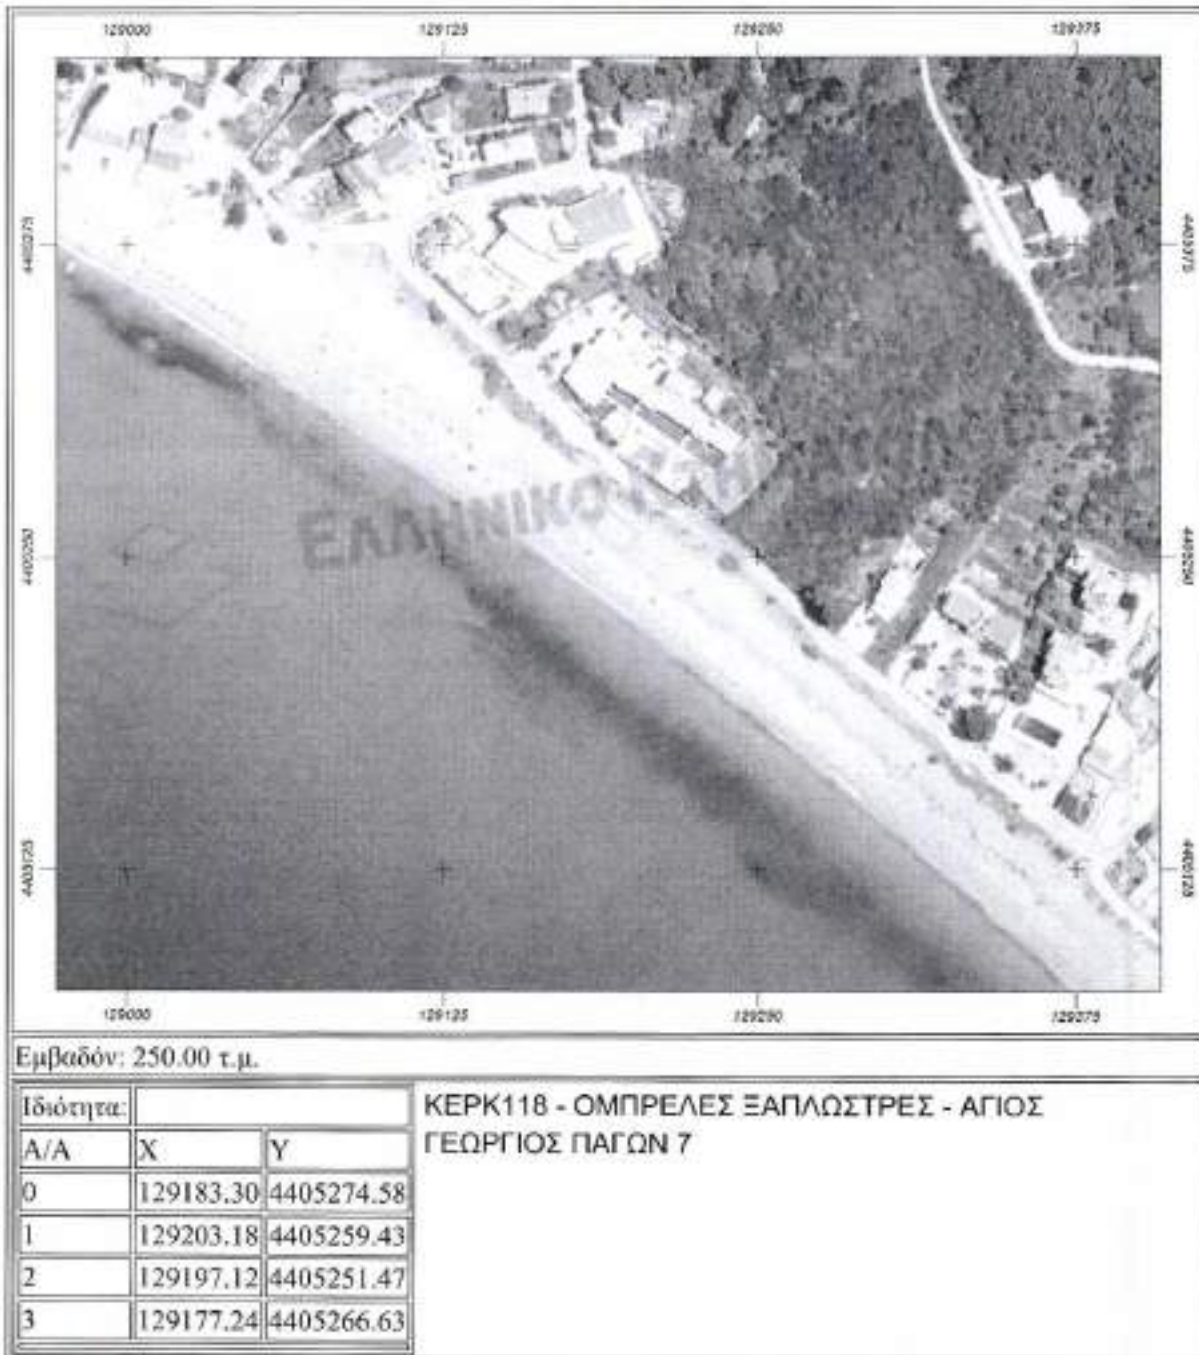 129000 129125 129250 129375
4405375 4405375
ΕΛΛΗΝΙΚΟ
4405250 4405250
4405125 4405125
129000 129125 129250 129375
Εμβαδόν: 250.00 τ.μ.
Ιδιότητα:
Α/Α Χ Υ
0 129183.30 4405274.58
1 129203.18 4405259.43
2 129197.12 4405251.47
3 129177.24 4405266.63
ΚΕΡΚ118 - ΟΜΠΡΕΛΕΣ ΞΑΠΛΩΣΤΡΕΣ - ΑΓΙΟΣ
ΓΕΩΡΓΙΟΣ ΠΑΓΩΝ 7